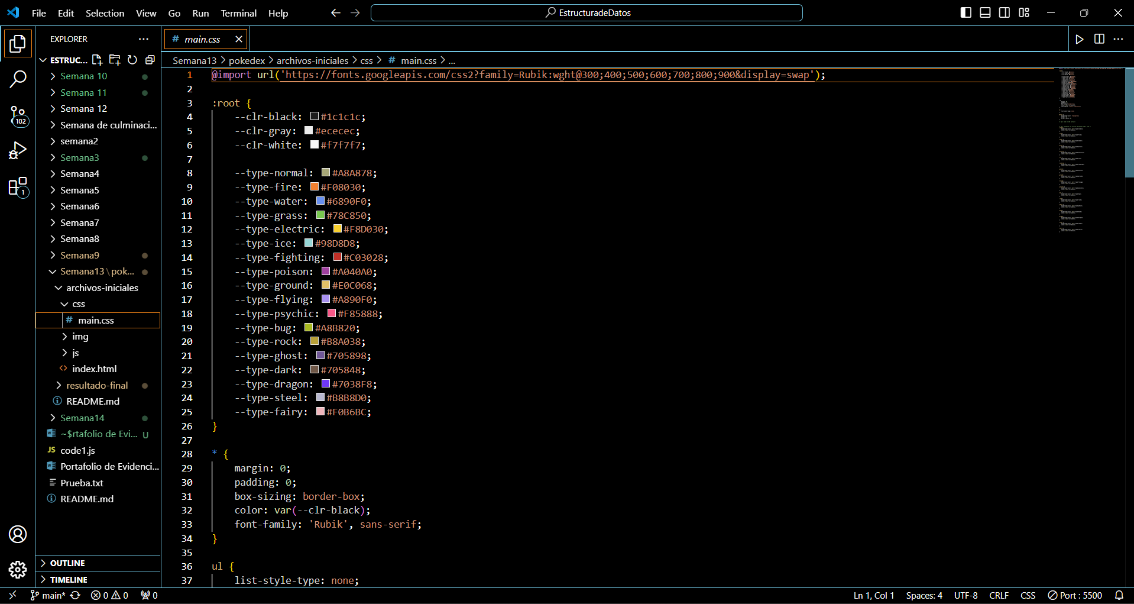 File Edit Selection View Go Run Terminal Help
EstructuradeDatos
EXPLORER
ESTRUC...
Semana 10
Semana 11
Semana 12
Semana de culminaci...
semana2
Semana3
Semana4
Semana5
Semana6
Semana7
Semana8
Semana9
Semana13 \ pok...
archivos-iniciales
css
# main.css
img
js
<> index.html
resultado-final
README.md
Semana14
~$rtafolio de Evi... U
JS code1.js
Portafolio de Evidenci...
Prueba.txt
README.md
OUTLINE
TIMELINE
102
1
# main.css
Semana13 > pokedex > archivos-iniciales > css > # main.css > ...
1 @import url('https://fonts.googleapis.com/css2?family=Rubik:wght@300;400;500;600;700;800;900&display=swap');
2
3 :root {
4 --clr-black: #1c1c1c;
5 --clr-gray: #ececec;
6 --clr-white: #f7f7f7;
7
8 --type-normal: #A8A878;
9 --type-fire: #F08030;
10 --type-water: #6890F0;
11 --type-grass: #78C850;
12 --type-electric: #F8D030;
13 --type-ice: #98D8D8;
14 --type-fighting: #C03028;
15 --type-poison: #A040A0;
16 --type-ground: #E0C068;
17 --type-flying: #A890F0;
18 --type-psychic: #F85888;
19 --type-bug: #A8B820;
20 --type-rock: #B8A038;
21 --type-ghost: #705898;
22 --type-dark: #705848;
23 --type-dragon: #7038F8;
24 --type-steel: #B8B8D0;
25 --type-fairy: #F0B6BC;
26 }
27
28 * {
29 margin: 0;
30 padding: 0;
31 box-sizing: border-box;
32 color: var(--clr-black);
33 font-family: 'Rubik', sans-serif;
34 }
35
36 ul {
37 list-style-type: none;
main* 0 0 0 Ln 1, Col 1 Spaces: 4 UTF-8 CRLF CSS Port : 5500